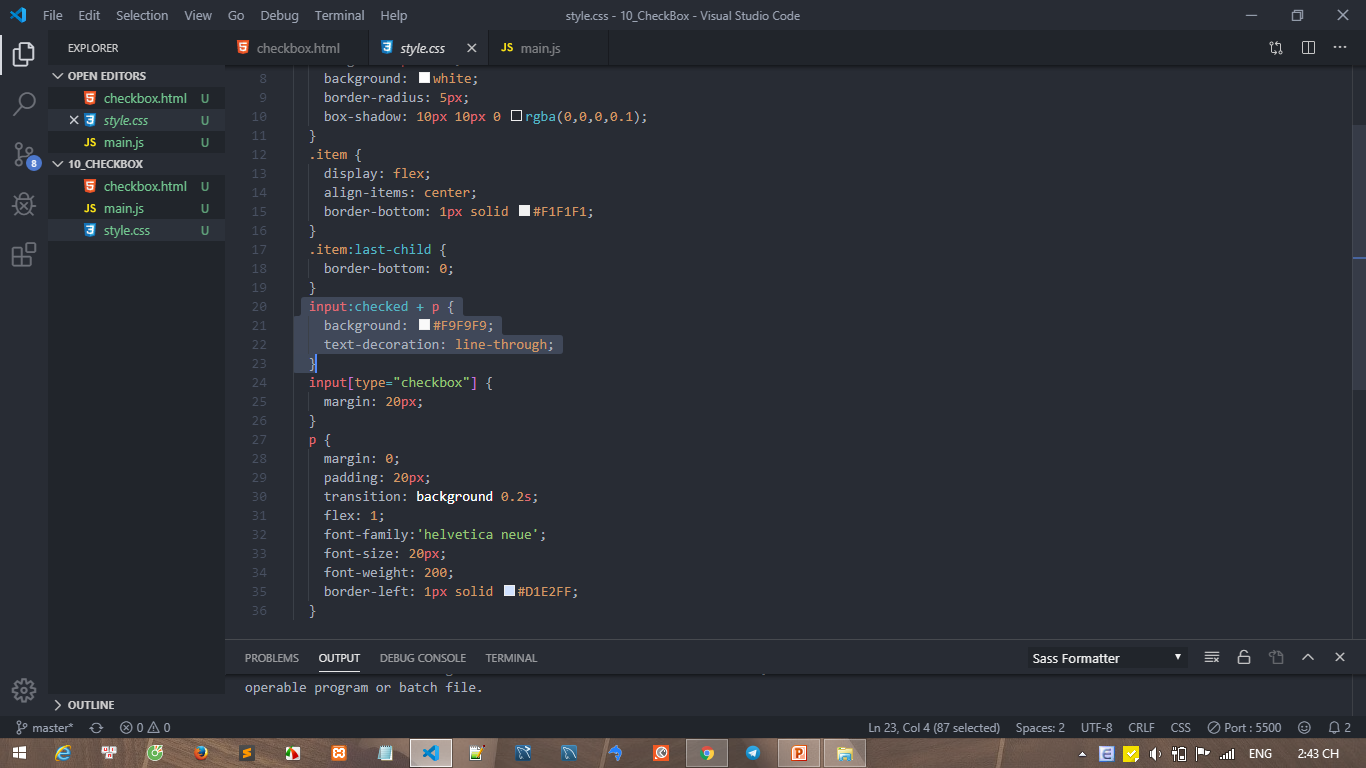 File Edit Selection View Go Debug Terminal Help style.css - 10_CheckBox - Visual Studio Code
EXPLORER
checkbox.html style.css JS main.js
OPEN EDITORS
checkbox.html U
style.css U
JS main.js U
10_CHECKBOX
checkbox.html U
JS main.js U
style.css U
8
8 background: white;
9 border-radius: 5px;
10 box-shadow: 10px 10px 0 rgba(0,0,0,0.1);
11 }
12 .item {
13 display: flex;
14 align-items: center;
15 border-bottom: 1px solid #F1F1F1;
16 }
17 .item:last-child {
18 border-bottom: 0;
19 }
20 input:checked + p {
21 background: #F9F9F9;
22 text-decoration: line-through;
23 }
24 input[type="checkbox"] {
25 margin: 20px;
26 }
27 p {
28 margin: 0;
29 padding: 20px;
30 transition: background 0.2s;
31 flex: 1;
32 font-family:'helvetica neue';
33 font-size: 20px;
34 font-weight: 200;
35 border-left: 1px solid #D1E2FF;
36 }
PROBLEMS OUTPUT DEBUG CONSOLE TERMINAL Sass Formatter
operable program or batch file.
OUTLINE
master* 0 0 Ln 23, Col 4 (87 selected) Spaces: 2 UTF-8 CRLF CSS Port : 5500 2
ENG 2:43 CH